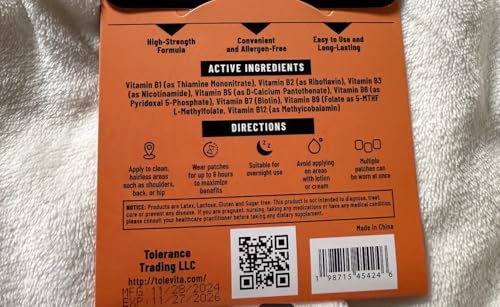 High-Strength
Formula
Convenient
and Allergen-Free
Easy to Use and
Long-Lasting
ACTIVE INGREDIENTS
Vitamin B1 (as Thiamine Mononitrate), Vitamin B2 (as Riboflavin), Vitamin B3
(as Nicotinamide), Vitamin B5 (as D-Calcium Pantothenate), Vitamin B6 (as
Pyridoxal 5-Phosphate), Vitamin B7 (Biotin), Vitamin B9 (Folate as 5-MTHF
L-Methylfolate, Vitamin B12 (as Methylcobalamin)
DIRECTIONS
Apply to clean,
hairless areas
such as shoulders,
back, or hip
Wear patches
for up to 8 hours
to maximize
benefits
Suitable for
overnight use
Avoid applying
on areas
with lotion
or cream
Multiple
patches can
be worn at once
NOTICE: Products are Latex, Lactose, Gluten and Sugar free. This product is not intended to diagnose, treat,
cure or prevent any disease. If you are pregnant, nursing, taking any medications or have any medical condition,
please consult your healthcare practitioner before taking any dietary supplement.
Made In China
Tolerance
Trading LLC
http://tolevita.com/
MFG 11/28/2024
EXP 11/27/2026
1 98715 45424 6